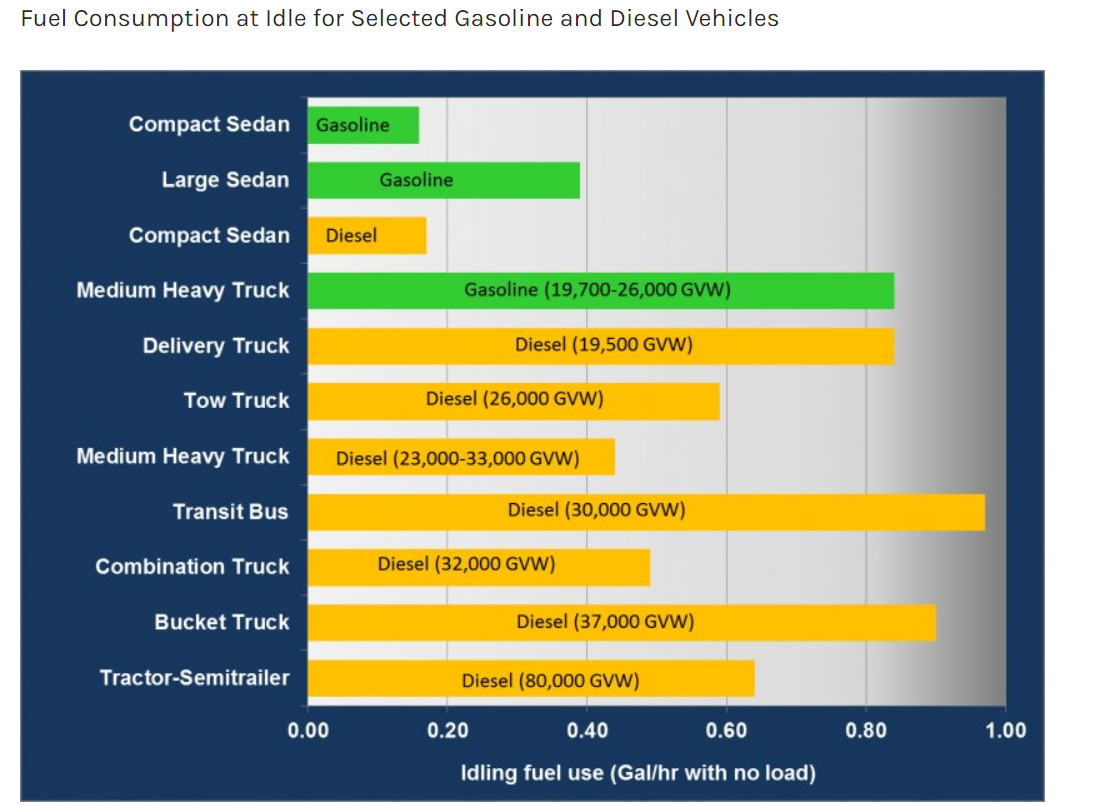 Fuel Consumption at Idle for Selected Gasoline and Diesel Vehicles
Compact Sedan Gasoline
Large Sedan Gasoline
Compact Sedan Diesel
Medium Heavy Truck Gasoline (19,700-26,000 GVW)
Delivery Truck Diesel (19,500 GVW)
Tow Truck Diesel (26,000 GVW)
Medium Heavy Truck Diesel (23,000-33,000 GVW)
Transit Bus Diesel (30,000 GVW)
Combination Truck Diesel (32,000 GVW)
Bucket Truck Diesel (37,000 GVW)
Tractor-Semitrailer Diesel (80,000 GVW)
0.00 0.20 0.40 0.60 0.80 1.00
Idling fuel use (Gal/hr with no load)